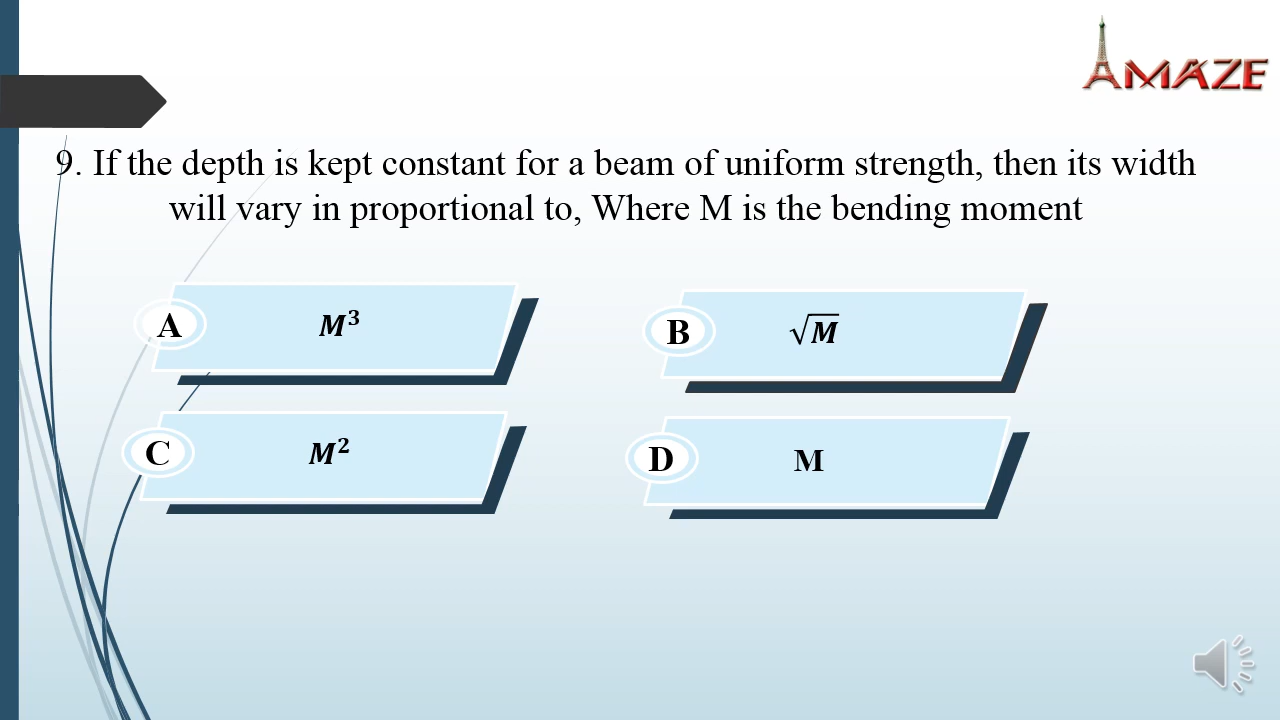 AMAZE
9. If the depth is kept constant for a beam of uniform strength, then its width
will vary in proportional to, Where M is the bending moment
A M³
B √M
C M²
D M